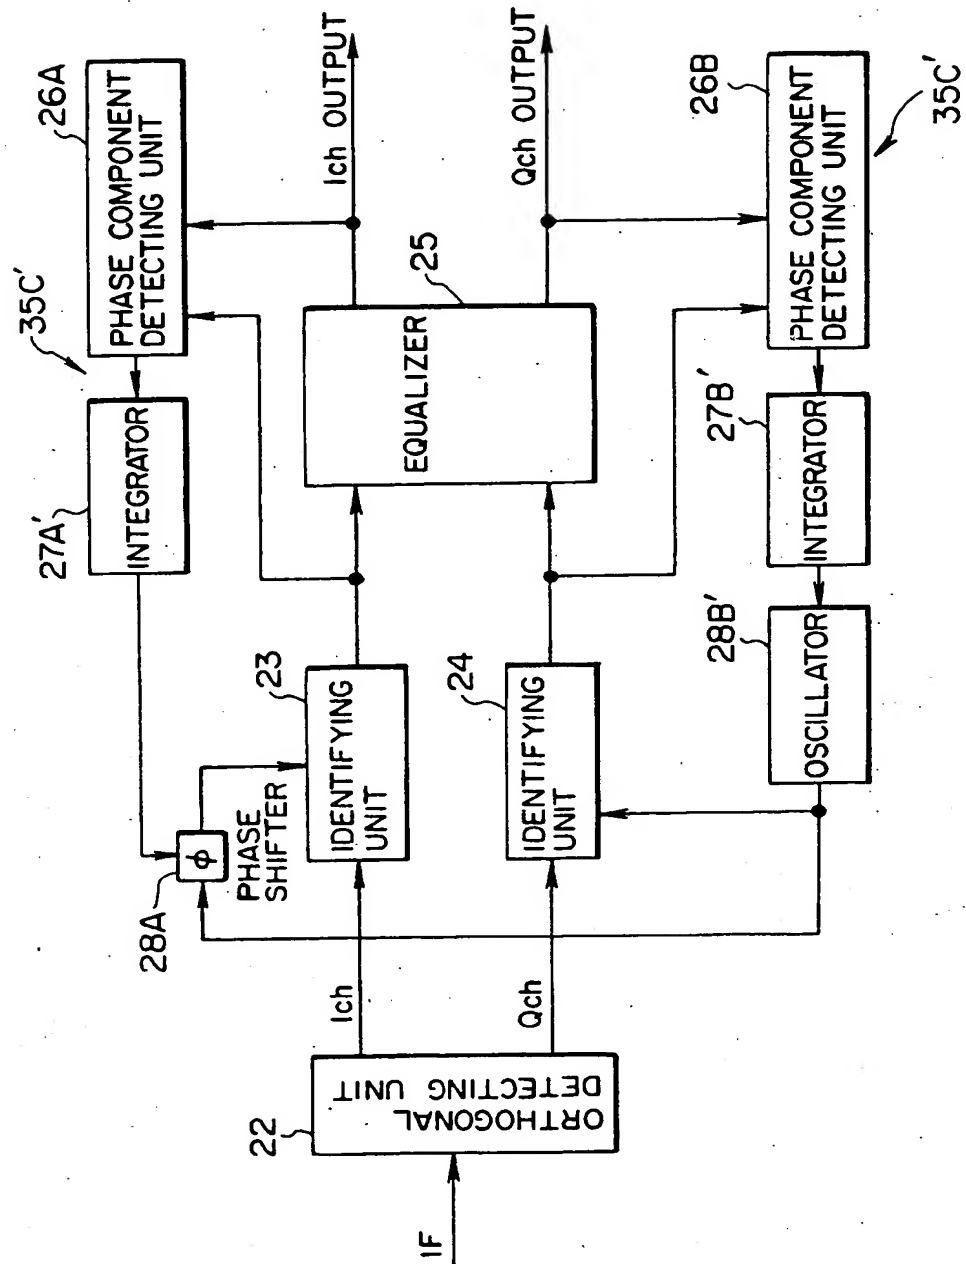 35C'
26A
PHASE COMPONENT
DETECTING UNIT
27A'
INTEGRATOR
28A
φ
PHASE
SHIFTER
23
IDENTIFYING
UNIT
Ich OUTPUT
25
EQUALIZER
Qch OUTPUT
IF
22
ORTHOGONAL
DETECTING UNIT
Ich
Qch
24
IDENTIFYING
UNIT
28B'
OSCILLATOR
27B'
INTEGRATOR
26B
PHASE COMPONENT
DETECTING UNIT
35C'